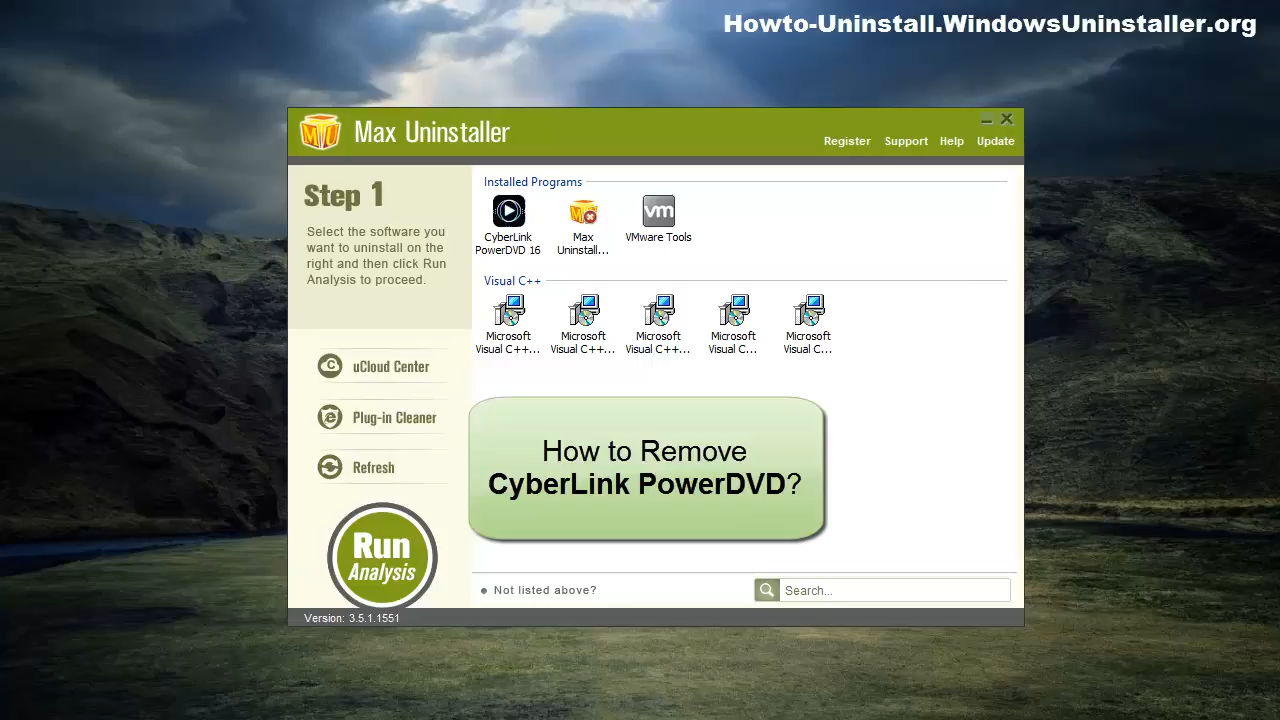 Howto-Uninstall.WindowsUninstaller.org
MU Max Uninstaller
Register Support Help Update
Step 1
Select the software you
want to uninstall on the
right and then click Run
Analysis to proceed.
uCloud Center
Plug-in Cleaner
Refresh
Run
Analysis
Installed Programs
CyberLink
PowerDVD 16
Max
Uninstall...
vm
VMware Tools
Visual C++
Microsoft
Visual C++...
Microsoft
Visual C++...
Microsoft
Visual C++...
Microsoft
Visual C...
Microsoft
Visual C...
How to Remove
CyberLink PowerDVD?
Not listed above?
Search...
Version: 3.5.1.1551